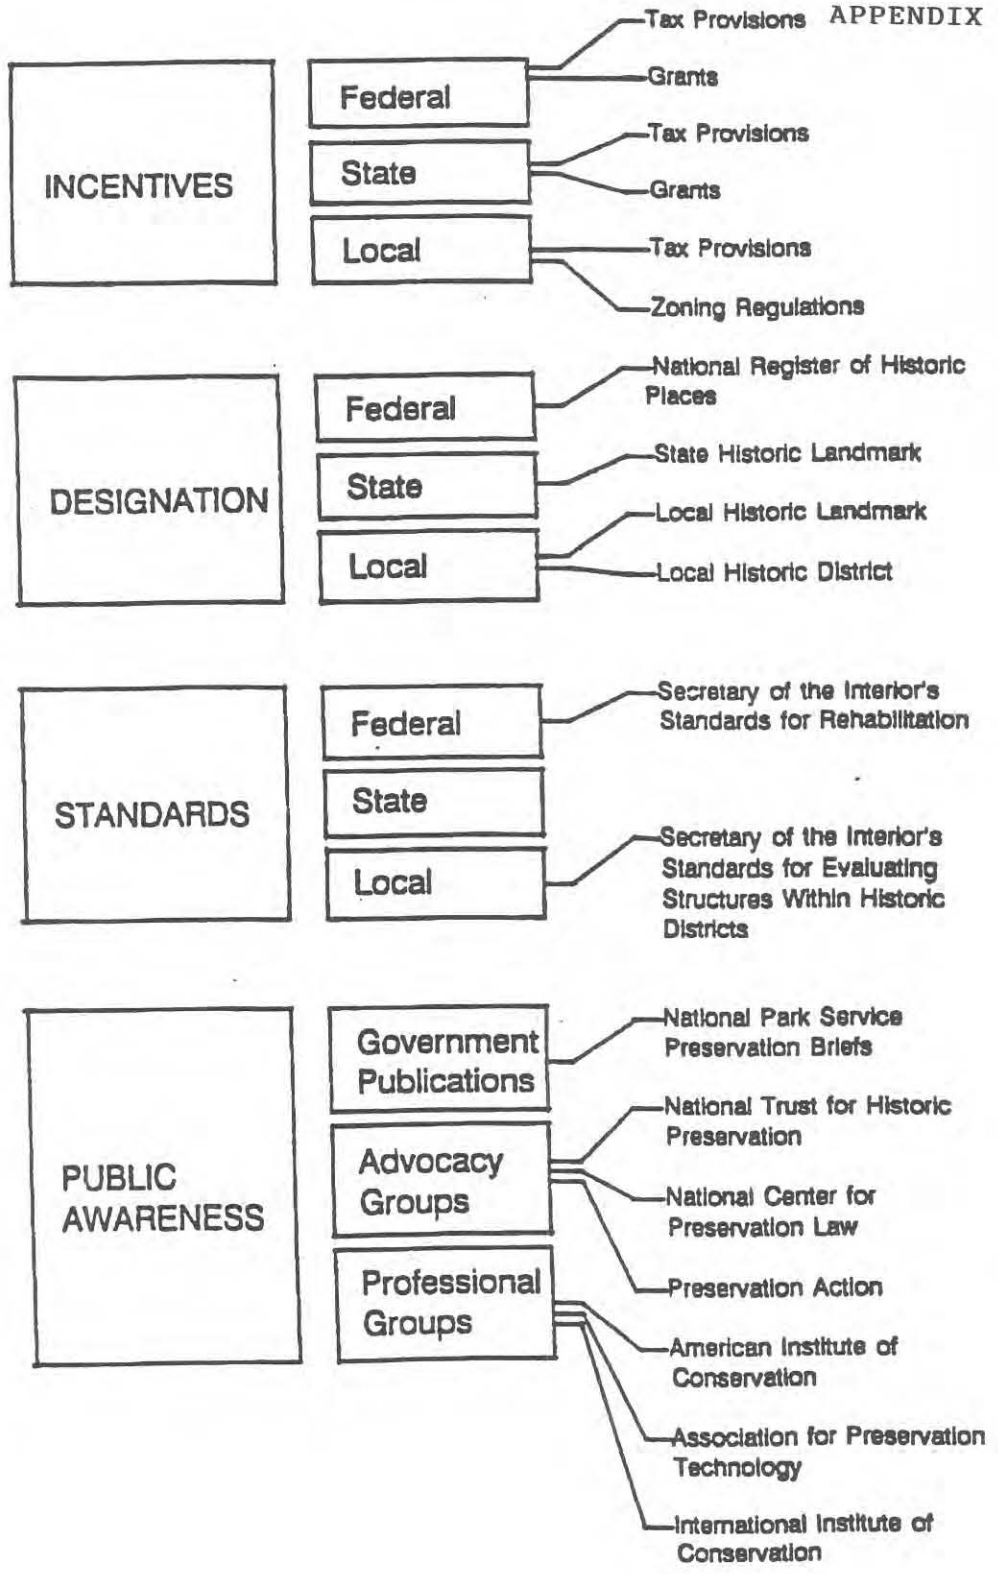 APPENDIX
INCENTIVES
Federal
Tax Provisions
Grants
State
Tax Provisions
Grants
Local
Tax Provisions
Zoning Regulations
DESIGNATION
Federal
National Register of Historic
Places
State
State Historic Landmark
Local
Local Historic Landmark
Local Historic District
STANDARDS
Federal
Secretary of the Interior's
Standards for Rehabilitation
State
Local
Secretary of the Interior's
Standards for Evaluating
Structures Within Historic
Districts
PUBLIC
AWARENESS
Government
Publications
National Park Service
Preservation Briefs
Advocacy
Groups
National Trust for Historic
Preservation
National Center for
Preservation Law
Preservation Action
Professional
Groups
American Institute of
Conservation
Association for Preservation
Technology
International Institute of
Conservation